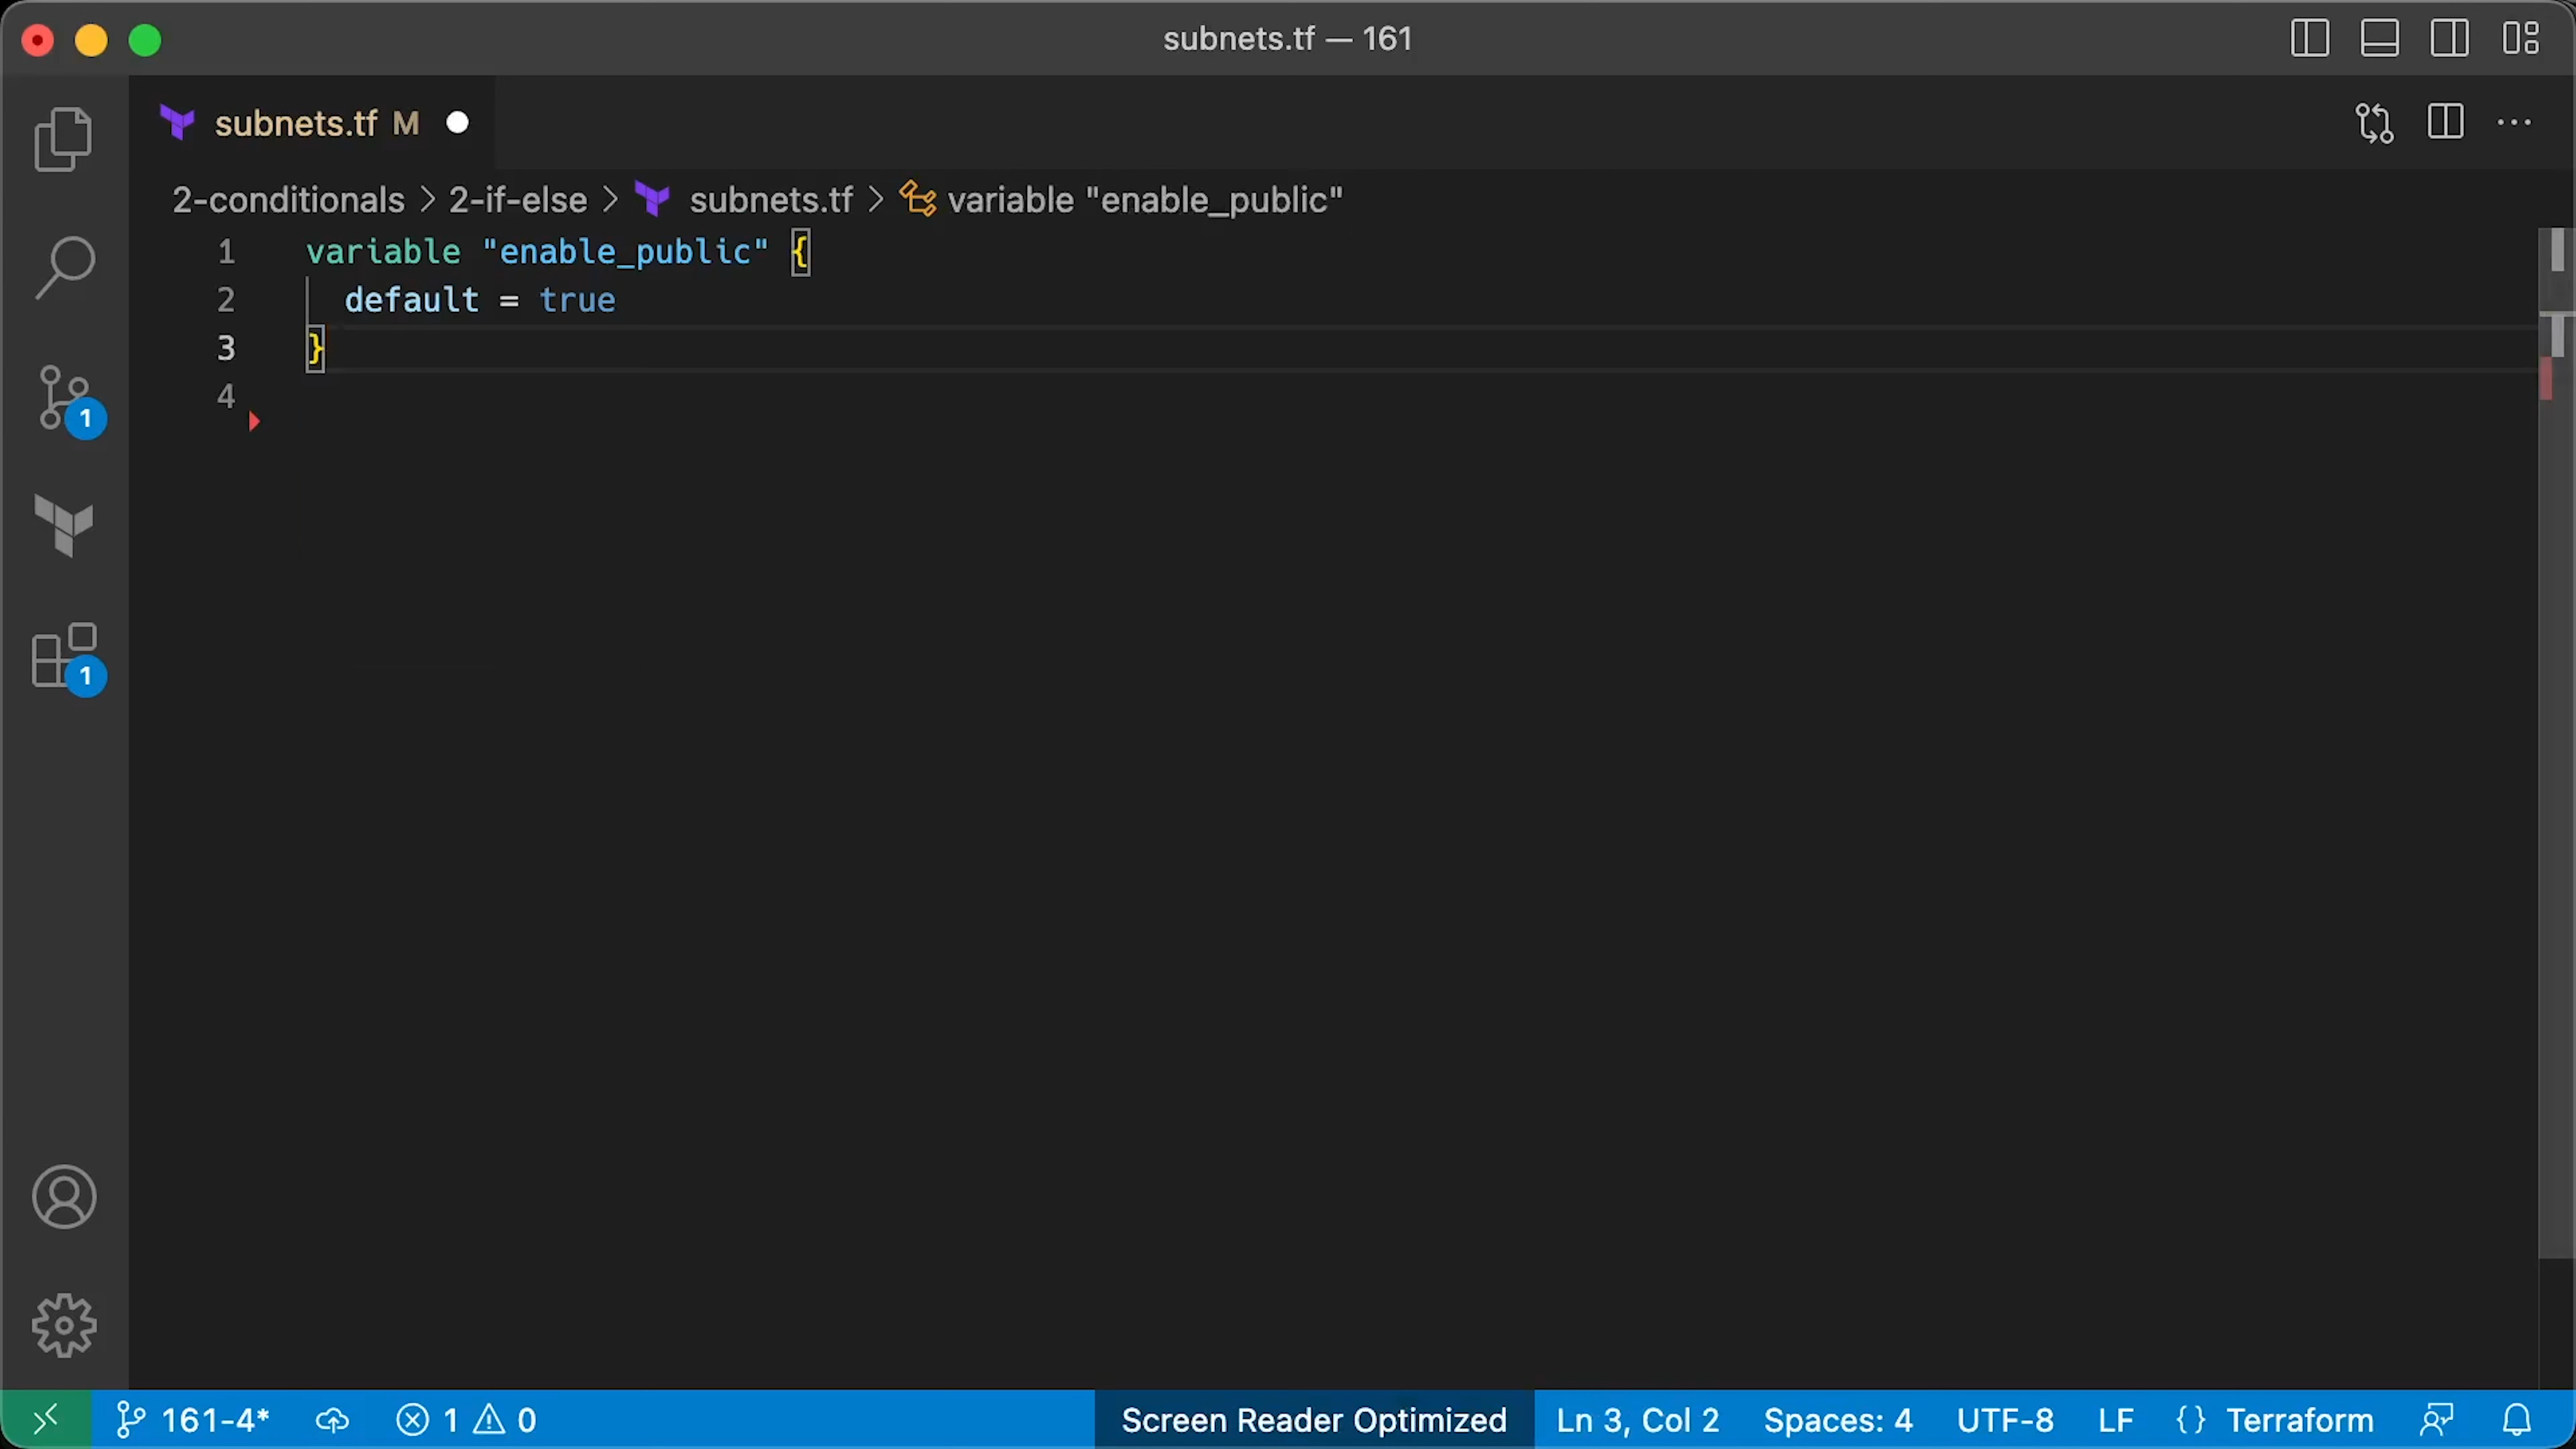 subnets.tf — 161
subnets.tf M
2-conditionals > 2-if-else > subnets.tf > variable "enable_public"
1 variable "enable_public" {
2 default = true
3 }
4
1
1
161-4* 1 0 Screen Reader Optimized Ln 3, Col 2 Spaces: 4 UTF-8 LF {} Terraform